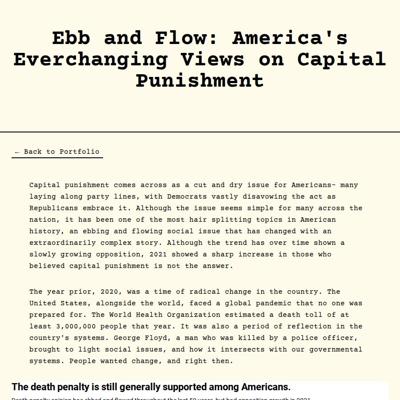 Ebb and Flow: America's
Everchanging Views on Capital
Punishment
← Back to Portfolio
Capital punishment comes across as a cut and dry issue for Americans- many
laying along party lines, with Democrats vastly disavowing the act as
Republicans embrace it. Although the issue seems simple for many across the
nation, it has been one of the most hair splitting topics in American
history, an ebbing and flowing social issue that has changed with an
extraordinarily complex story. Although the trend has over time shown a
slowly growing opposition, 2021 showed a sharp increase in those who
believed capital punishment is not the answer.
The year prior, 2020, was a time of radical change in the country. The
United States, alongside the world, faced a global pandemic that no one was
prepared for. The World Health Organization estimated a death toll of at
least 3,000,000 people that year. It was also a period of reflection in the
country's systems. George Floyd, a man who was killed by a police officer,
brought to light social issues, and how it intersects with our governmental
systems. People wanted change, and right then.
The death penalty is still generally supported among Americans.